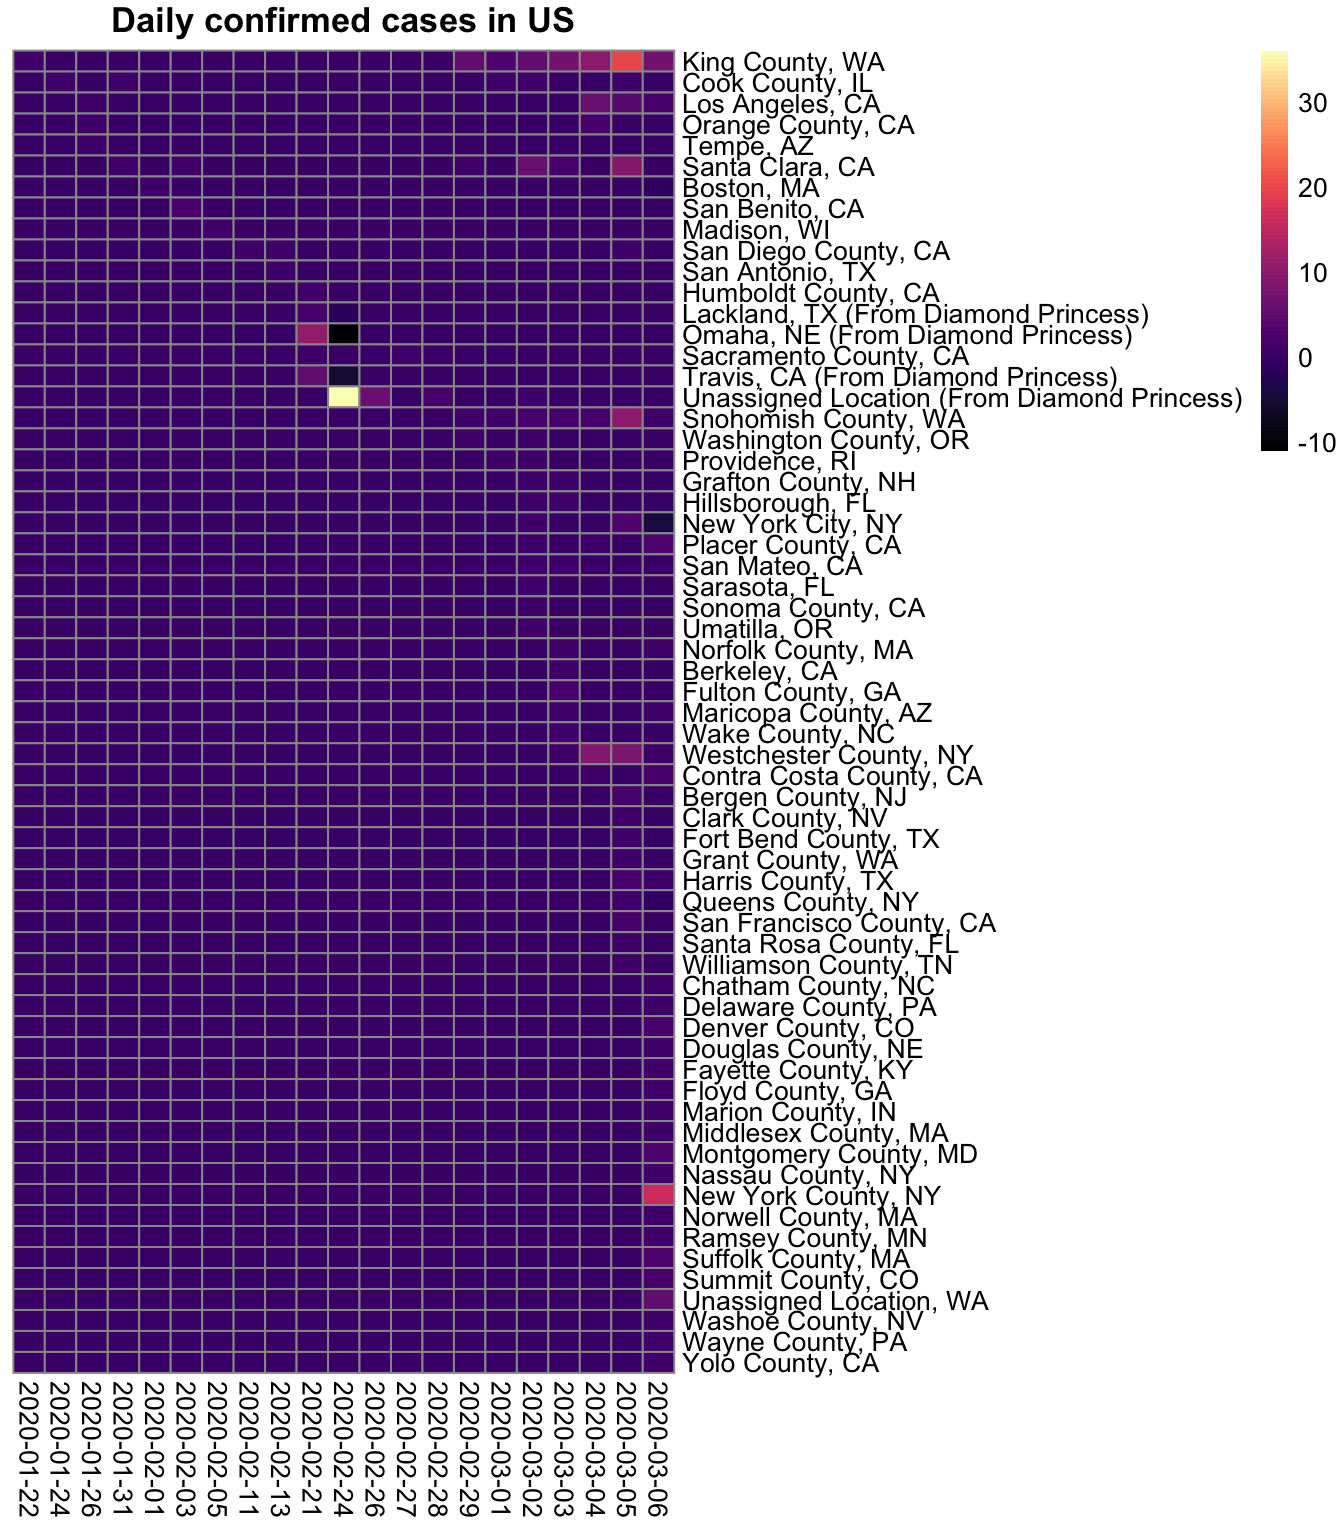 Daily confirmed cases in US
King County, WA
Cook County, IL
Los Angeles, CA
Orange County, CA
Tempe, AZ
Santa Clara, CA
Boston, MA
San Benito, CA
Madison, WI
San Diego County, CA
San Antonio, TX
Humboldt County, CA
Lackland, TX (From Diamond Princess)
Omaha, NE (From Diamond Princess)
Sacramento County, CA
Travis, CA (From Diamond Princess)
Unassigned Location (From Diamond Princess)
Snohomish County, WA
Washington County, OR
Providence, RI
Grafton County, NH
Hillsborough, FL
New York City, NY
Placer County, CA
San Mateo, CA
Sarasota, FL
Sonoma County, CA
Umatilla, OR
Norfolk County, MA
Berkeley, CA
Fulton County, GA
Maricopa County, AZ
Wake County, NC
Westchester County, NY
Contra Costa County, CA
Bergen County, NJ
Clark County, NV
Fort Bend County, TX
Grant County, WA
Harris County, TX
Queens County, NY
San Francisco County, CA
Santa Rosa County, FL
Williamson County, TN
Chatham County, NC
Delaware County, PA
Denver County, CO
Douglas County, NE
Fayette County, KY
Floyd County, GA
Marion County, IN
Middlesex County, MA
Montgomery County, MD
Nassau County, NY
New York County, NY
Norwell County, MA
Ramsey County, MN
Suffolk County, MA
Summit County, CO
Unassigned Location, WA
Washoe County, NV
Wayne County, PA
Yolo County, CA
30
20
10
0
-10
2020-01-22
2020-01-24
2020-01-26
2020-01-31
2020-02-01
2020-02-03
2020-02-05
2020-02-11
2020-02-13
2020-02-21
2020-02-24
2020-02-26
2020-02-27
2020-02-28
2020-02-29
2020-03-01
2020-03-02
2020-03-03
2020-03-04
2020-03-05
2020-03-06